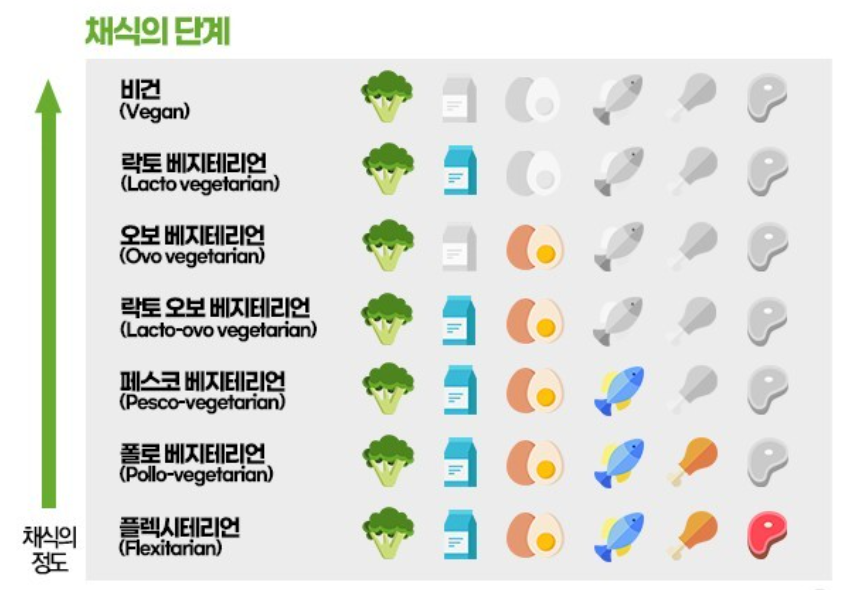 채식의 단계
비건
(Vegan)
락토 베지테리언
(Lacto vegetarian)
오보 베지테리언
(Ovo vegetarian)
락토 오보 베지테리언
(Lacto-ovo vegetarian)
페스코 베지테리언
(Pesco-vegetarian)
폴로 베지테리언
(Pollo-vegetarian)
플렉시테리언
(Flexitarian)
채식의
정도